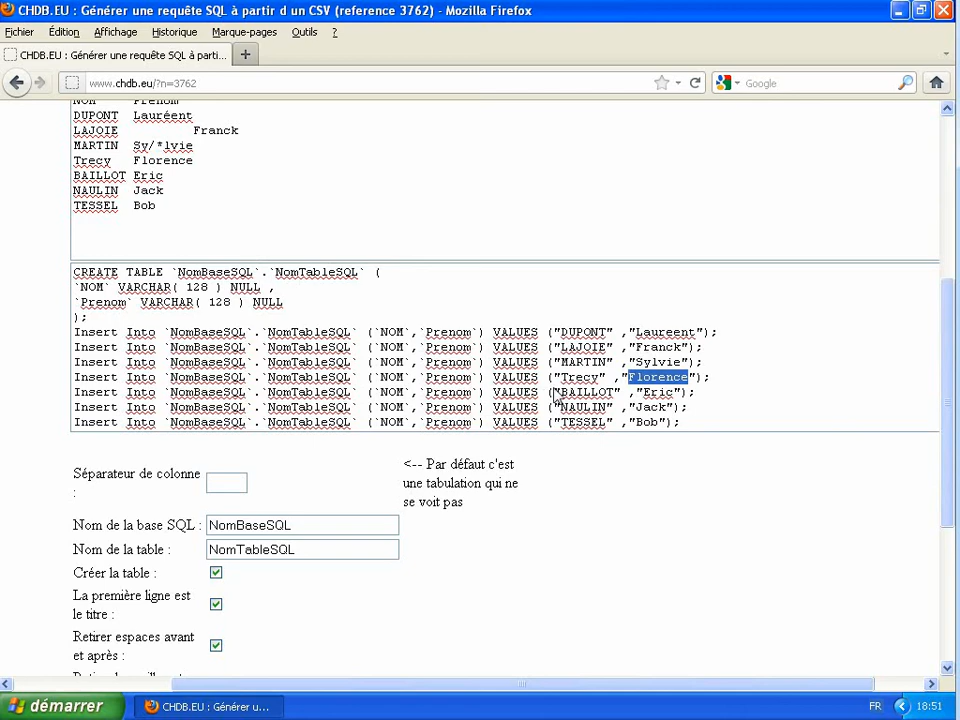 CHDB.EU : Générer une requête SQL à partir d un CSV (reference 3762) - Mozilla Firefox
Fichier Édition Affichage Historique Marque-pages Outils ?
CHDB.EU : Générer une requête SQL à parti...
www.chdb.eu/?n=3762 Google
NOM Prenom
DUPONT Lauréent
LAJOIE Franck
MARTIN Sy/*lvie
Trecy Florence
BAILLOT Eric
NAULIN Jack
TESSEL Bob
CREATE TABLE `NomBaseSQL`.`NomTableSQL` (
`NOM` VARCHAR( 128 ) NULL ,
`Prenom` VARCHAR( 128 ) NULL
);
Insert Into `NomBaseSQL`.`NomTableSQL` (`NOM`,`Prenom`) VALUES ("DUPONT" ,"Laureent");
Insert Into `NomBaseSQL`.`NomTableSQL` (`NOM`,`Prenom`) VALUES ("LAJOIE" ,"Franck");
Insert Into `NomBaseSQL`.`NomTableSQL` (`NOM`,`Prenom`) VALUES ("MARTIN" ,"Sylvie");
Insert Into `NomBaseSQL`.`NomTableSQL` (`NOM`,`Prenom`) VALUES ("Trecy" ,"Florence");
Insert Into `NomBaseSQL`.`NomTableSQL` (`NOM`,`Prenom`) VALUES ("BAILLOT" ,"Eric");
Insert Into `NomBaseSQL`.`NomTableSQL` (`NOM`,`Prenom`) VALUES ("NAULIN" ,"Jack");
Insert Into `NomBaseSQL`.`NomTableSQL` (`NOM`,`Prenom`) VALUES ("TESSEL" ,"Bob");
Séparateur de colonne
:
<-- Par défaut c'est
une tabulation qui ne
se voit pas
Nom de la base SQL : NomBaseSQL
Nom de la table : NomTableSQL
Créer la table :
La première ligne est
le titre :
Retirer espaces avant
et après :
démarrer CHDB.EU : Générer u... FR 18:51